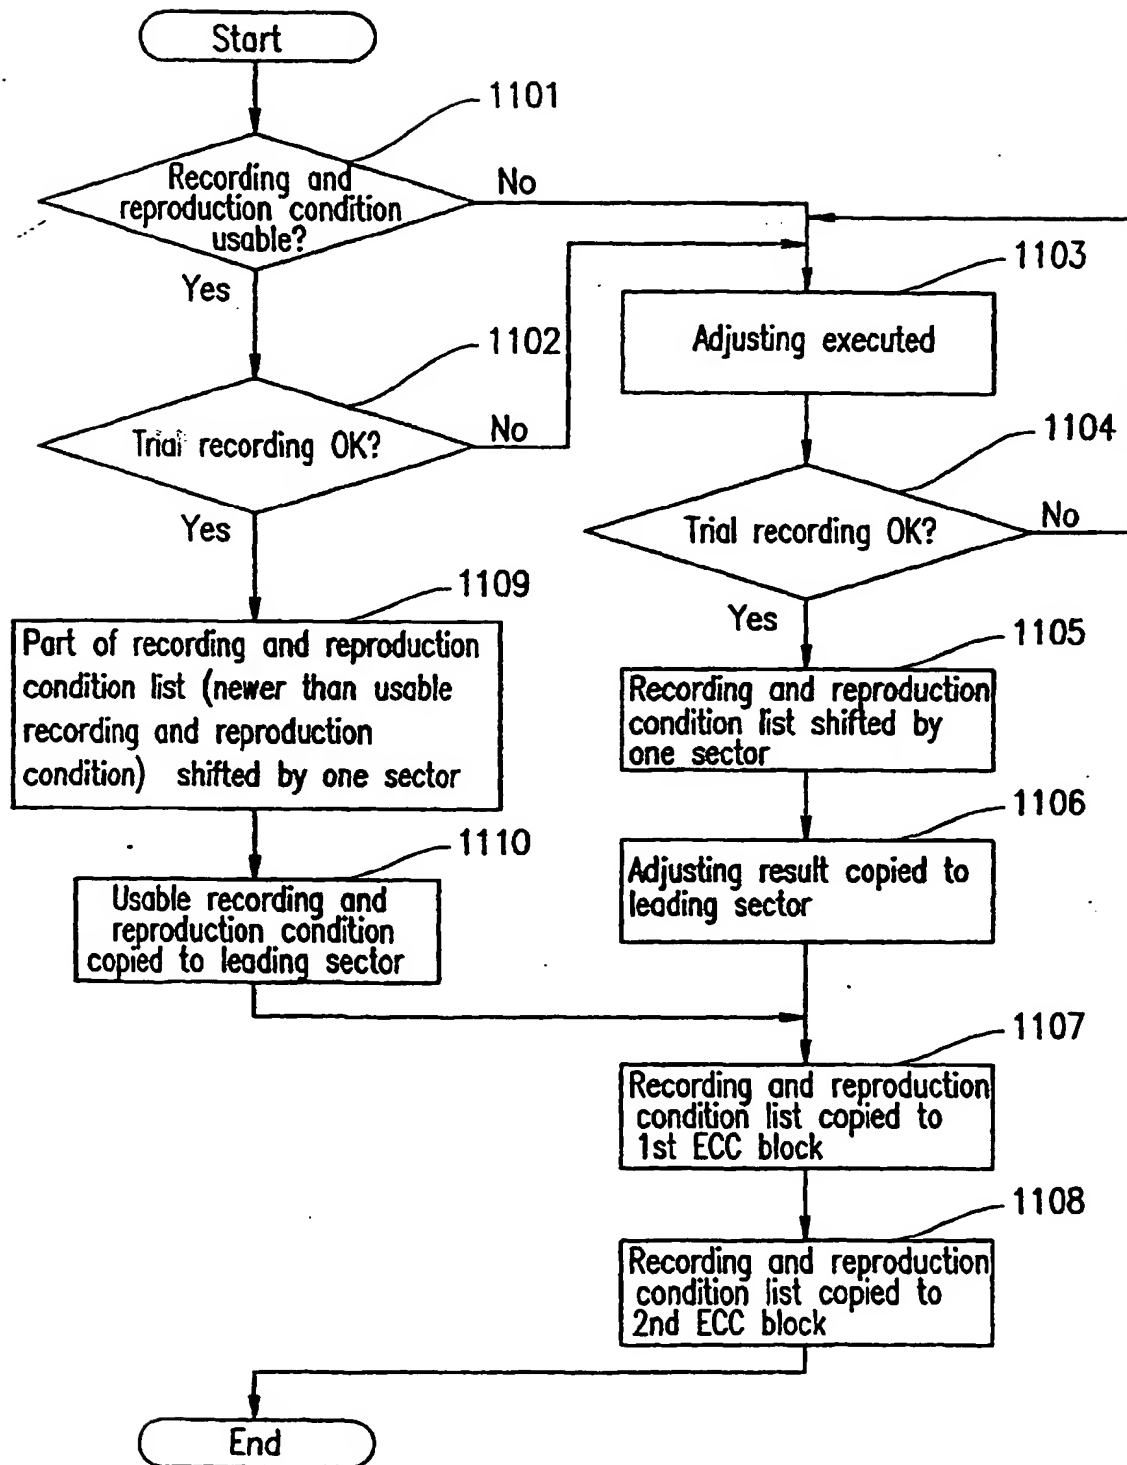 Start
1101
Recording and
reproduction condition
usable?
No
Yes
1102
Trial recording OK?
No
Yes
1103
Adjusting executed
1104
Trial recording OK?
No
Yes
1109
Part of recording and reproduction
condition list (newer than usable
recording and reproduction
condition) shifted by one sector
1105
Recording and reproduction
condition list shifted by
one sector
1110
Usable recording and
reproduction condition
copied to leading sector
1106
Adjusting result copied to
leading sector
1107
Recording and reproduction
condition list copied to
1st ECC block
1108
Recording and reproduction
condition list copied to
2nd ECC block
End